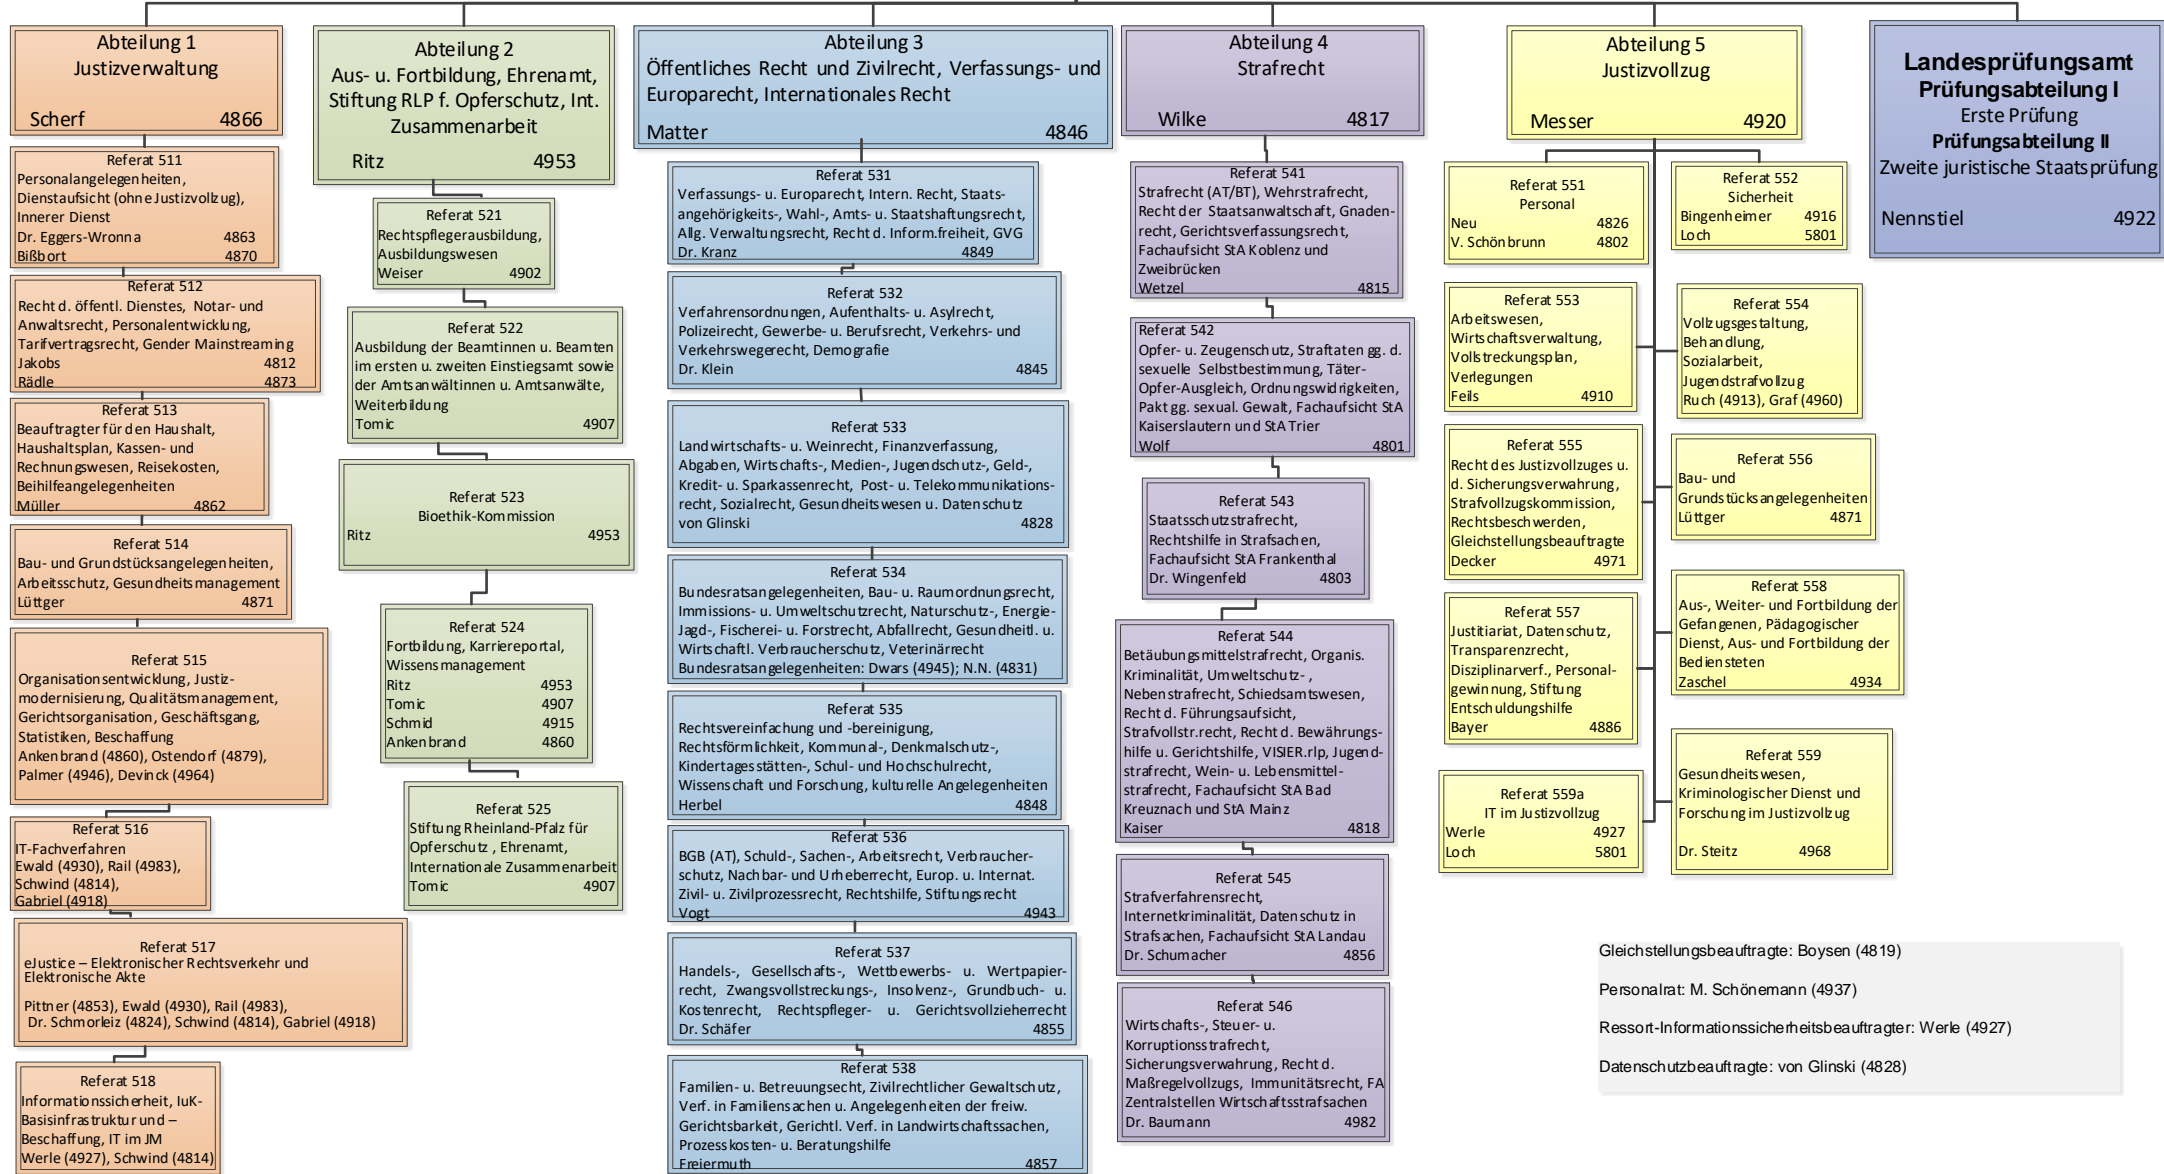 Abteilung 1
Justizverwaltung
Scherf 4866
Referat 511
Personalangelegenheiten,
Dienstaufsicht (ohne Justizvollzug),
Innerer Dienst
Dr. Eggers-Wronna 4863
Bißbort 4870
Referat 512
Recht d. öffentl. Dienstes, Notar- und
Anwaltsrecht, Personalentwicklung,
Tarifvertragsrecht, Gender Mainstreaming
Jakobs 4812
Rädle 4873
Referat 513
Beauftragter für den Haushalt,
Haushaltsplan, Kassen- und
Rechnungswesen, Reisekosten,
Beihilfeangelegenheiten
Müller 4862
Referat 514
Bau- und Grundstücksangelegenheiten,
Arbeitsschutz, Gesundheitsmanagement
Lüttger 4871
Referat 515
Organisationsentwicklung, Justiz-
modernisierung, Qualitätsmanagement,
Gerichtsorganisation, Geschäftsgang,
Statistiken, Beschaffung
Ankenbrand (4860), Ostendorf (4879),
Palmer (4946), Devinck (4964)
Referat 516
IT-Fachverfahren
Ewald (4930), Rail (4983),
Schwind (4814),
Gabriel (4918)
Referat 517
eJustice – Elektronischer Rechtsverkehr und
Elektronische Akte
Pittner (4853), Ewald (4930), Rail (4983),
Dr. Schmorleiz (4824), Schwind (4814), Gabriel (4918)
Referat 518
Informationssicherheit, IuK-
Basisinfrastruktur und –
Beschaffung, IT im JM
Werle (4927), Schwind (4814)
Abteilung 2
Aus- u. Fortbildung, Ehrenamt,
Stiftung RLP f. Opferschutz, Int.
Zusammenarbeit
Ritz 4953
Referat 521
Rechtspflegerausbildung,
Ausbildungswesen
Weiser 4902
Referat 522
Ausbildung der Beamtinnen u. Beamten
im ersten u. zweiten Einstiegsamt sowie
der Amtsanwältinnen u. Amtsanwälte,
Weiterbildung
Tomic 4907
Referat 523
Bioethik-Kommission
Ritz 4953
Referat 524
Fortbildung, Karriereportal,
Wissensmanagement
Ritz 4953
Tomic 4907
Schmid 4915
Ankenbrand 4860
Referat 525
Stiftung Rheinland-Pfalz für
Opferschutz , Ehrenamt,
Internationale Zusammenarbeit
Tomic 4907
Abteilung 3
Öffentliches Recht und Zivilrecht, Verfassungs- und
Europarecht, Internationales Recht
Matter 4846
Referat 531
Verfassungs- u. Europarecht, Intern. Recht, Staats-
angehörigkeits-, Wahl-, Amts- u. Staatshaftungsrecht,
Allg. Verwaltungsrecht, Recht d. Inform.freiheit, GVG
Dr. Kranz 4849
Referat 532
Verfahrensordnungen, Aufenthalts- u. Asylrecht,
Polizeirecht, Gewerbe- u. Berufsrecht, Verkehrs- und
Verkehrswegerecht, Demografie
Dr. Klein 4845
Referat 533
Landwirtschafts- u. Weinrecht, Finanzverfassung,
Abgaben, Wirtschafts-, Medien-, Jugendschutz-, Geld-,
Kredit- u. Sparkassenrecht, Post- u. Telekommunikations-
recht, Sozialrecht, Gesundheitswesen u. Datenschutz
von Glinski 4828
Referat 534
Bundesratsangelegenheiten, Bau- u. Raumordnungsrecht,
Immissions- u. Umweltschutzrecht, Naturschutz-, Energie-
Jagd-, Fischerei- u. Forstrecht, Abfallrecht, Gesundheitl. u.
Wirtschaftl. Verbraucherschutz, Veterinärrecht
Bundesratsangelegenheiten: Dwars (4945); N.N. (4831)
Referat 535
Rechtsvereinfachung und -bereinigung,
Rechtsförmlichkeit, Kommunal-, Denkmalschutz-,
Kindertagesstätten-, Schul- und Hochschulrecht,
Wissenschaft und Forschung, kulturelle Angelegenheiten
Herbel 4848
Referat 536
BGB (AT), Schuld-, Sachen-, Arbeitsrecht, Verbraucher-
schutz, Nachbar- und Urheberrecht, Europ. u. Internat.
Zivil- u. Zivilprozessrecht, Rechtshilfe, Stiftungsrecht
Vogt 4943
Referat 537
Handels-, Gesellschafts-, Wettbewerbs- u. Wertpapier-
recht, Zwangsvollstreckungs-, Insolvenz-, Grundbuch- u.
Kostenrecht, Rechtspfleger- u. Gerichtsvollzieherrecht
Dr. Schäfer 4855
Referat 538
Familien- u. Betreuungsecht, Zivilrechtlicher Gewaltschutz,
Verf. in Familiensachen u. Angelegenheiten der freiw.
Gerichtsbarkeit, Gerichtl. Verf. in Landwirtschaftssachen,
Prozesskosten- u. Beratungshilfe
Freiermuth 4857
Abteilung 4
Strafrecht
Wilke 4817
Referat 541
Strafrecht (AT/BT), Wehrstrafrecht,
Recht der Staatsanwaltschaft, Gnaden-
recht, Gerichtsverfassungsrecht,
Fachaufsicht StA Koblenz und
Zweibrücken
Wetzel 4815
Referat 542
Opfer- u. Zeugenschutz, Straftaten gg. d.
sexuelle Selbstbestimmung, Täter-
Opfer-Ausgleich, Ordnungswidrigkeiten,
Pakt gg. sexual. Gewalt, Fachaufsicht StA
Kaiserslautern und StA Trier
Wolf 4801
Referat 543
Staatsschutzstrafrecht,
Rechtshilfe in Strafsachen,
Fachaufsicht StA Frankenthal
Dr. Wingenfeld 4803
Referat 544
Betäubungsmittelstrafrecht, Organis.
Kriminalität, Umweltschutz- ,
Nebenstrafrecht, Schiedsamtswesen,
Recht d. Führungsaufsicht,
Strafvollstr.recht, Recht d. Bewährungs-
hilfe u. Gerichtshilfe, VISIER.rlp, Jugend-
strafrecht, Wein- u. Lebensmittel-
strafrecht, Fachaufsicht StA Bad
Kreuznach und StA Mainz
Kaiser 4818
Referat 545
Strafverfahrensrecht,
Internetkriminalität, Datenschutz in
Strafsachen, Fachaufsicht StA Landau
Dr. Schumacher 4856
Referat 546
Wirtschafts-, Steuer- u.
Korruptionsstrafrecht,
Sicherungsverwahrung, Recht d.
Maßregelvollzugs, Immunitätsrecht, FA
Zentralstellen Wirtschaftsstrafsachen
Dr. Baumann 4982
Abteilung 5
Justizvollzug
Messer 4920
Referat 551
Personal
Neu 4826
V. Schönbrunn 4802
Referat 552
Sicherheit
Bingenheimer 4916
Loch 5801
Referat 553
Arbeitswesen,
Wirtschaftsverwaltung,
Vollstreckungsplan,
Verlegungen
Feils 4910
Referat 554
Vollzugsgestaltung,
Behandlung,
Sozialarbeit,
Jugendstrafvollzug
Ruch (4913), Graf (4960)
Referat 555
Recht des Justizvollzuges u.
d. Sicherungsverwahrung,
Strafvollzugskommission,
Rechtsbeschwerden,
Gleichstellungsbeauftragte
Decker 4971
Referat 556
Bau- und
Grundstücksangelegenheiten
Lüttger 4871
Referat 557
Justitiariat, Datenschutz,
Transparenzrecht,
Disziplinarverf., Personal-
gewinnung, Stiftung
Entschuldungshilfe
Bayer 4886
Referat 558
Aus-, Weiter- und Fortbildung der
Gefangenen, Pädagogischer
Dienst, Aus- und Fortbildung der
Bediensteten
Zaschel 4934
Referat 559a
IT im Justizvollzug
Werle 4927
Loch 5801
Referat 559
Gesundheitswesen,
Kriminologischer Dienst und
Forschung im Justizvollzug
Dr. Steitz 4968
Landesprüfungsamt
Prüfungsabteilung I
Erste Prüfung
Prüfungsabteilung II
Zweite juristische Staatsprüfung
Nennstiel 4922
Gleichstellungsbeauftragte: Boysen (4819)
Personalrat: M. Schönemann (4937)
Ressort-Informationssicherheitsbeauftragter: Werle (4927)
Datenschutzbeauftragte: von Glinski (4828)